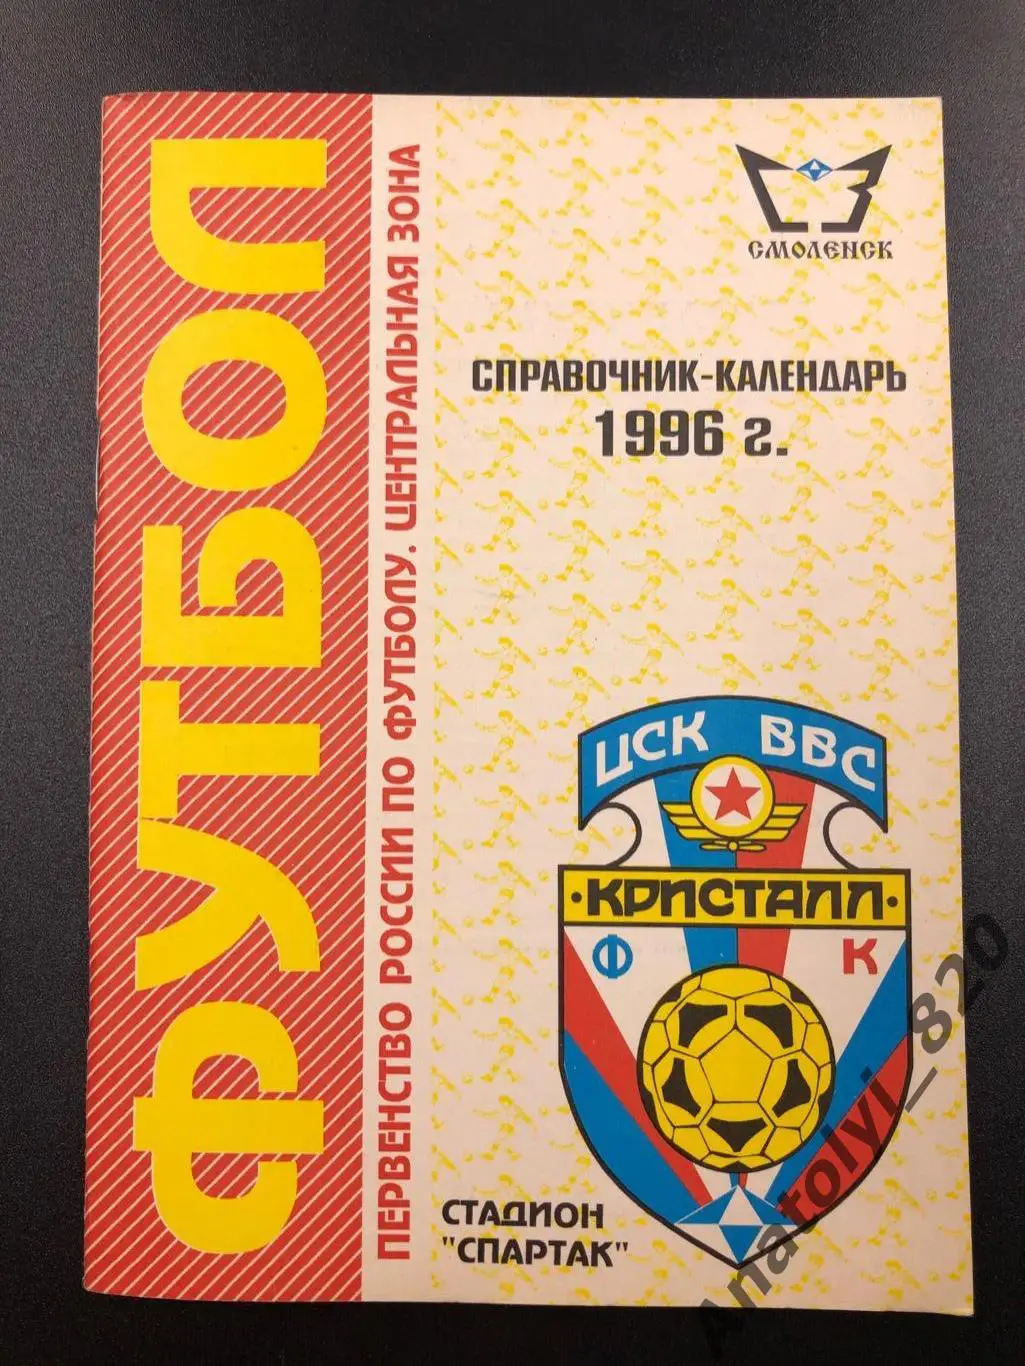 ФУТБОЛ
ПЕРВЕНСТВО РОССИИ ПО ФУТБОЛУ. ЦЕНТРАЛЬНАЯ ЗОНА
СМОЛЕНСК
СПРАВОЧНИК-КАЛЕНДАРЬ
1996 г.
ЦСК ВВС
·КРИСТАЛЛ·
Ф К
СТАДИОН
"СПАРТАК"
Anatolyi_820